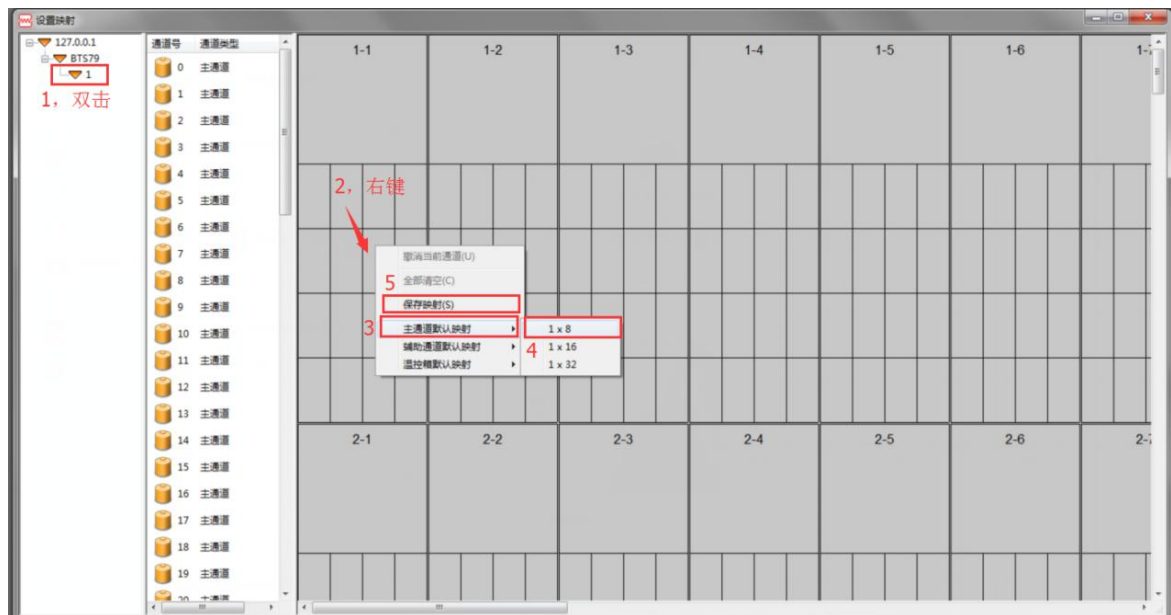 设置映射
127.0.0.1
BTS79
1
1，双击
通道号 通道类型
0 主通道
1 主通道
2 主通道
3 主通道
4 主通道
5 主通道
6 主通道
7 主通道
8 主通道
9 主通道
10 主通道
11 主通道
12 主通道
13 主通道
14 主通道
15 主通道
16 主通道
17 主通道
18 主通道
19 主通道
20 主通道
1-1 1-2 1-3 1-4 1-5 1-6 1-7
2，右键
撤消当前通道(U)
全部清空(C)
5
保存映射(S)
3
主通道默认映射
辅助通道默认映射
温控箱默认映射
1 x 8
4
1 x 16
1 x 32
2-1 2-2 2-3 2-4 2-5 2-6 2-7